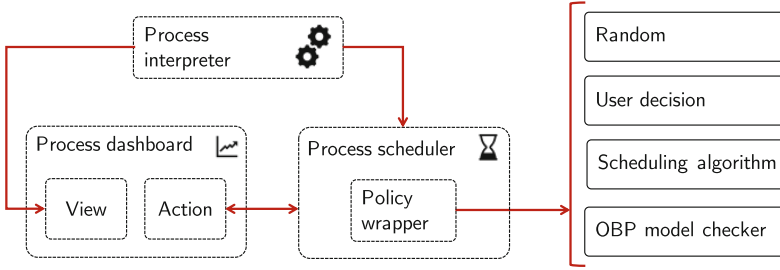 Process
interpreter
Process dashboard
View
Action
Process scheduler
Policy
wrapper
Random
User decision
Scheduling algorithm
OBP model checker